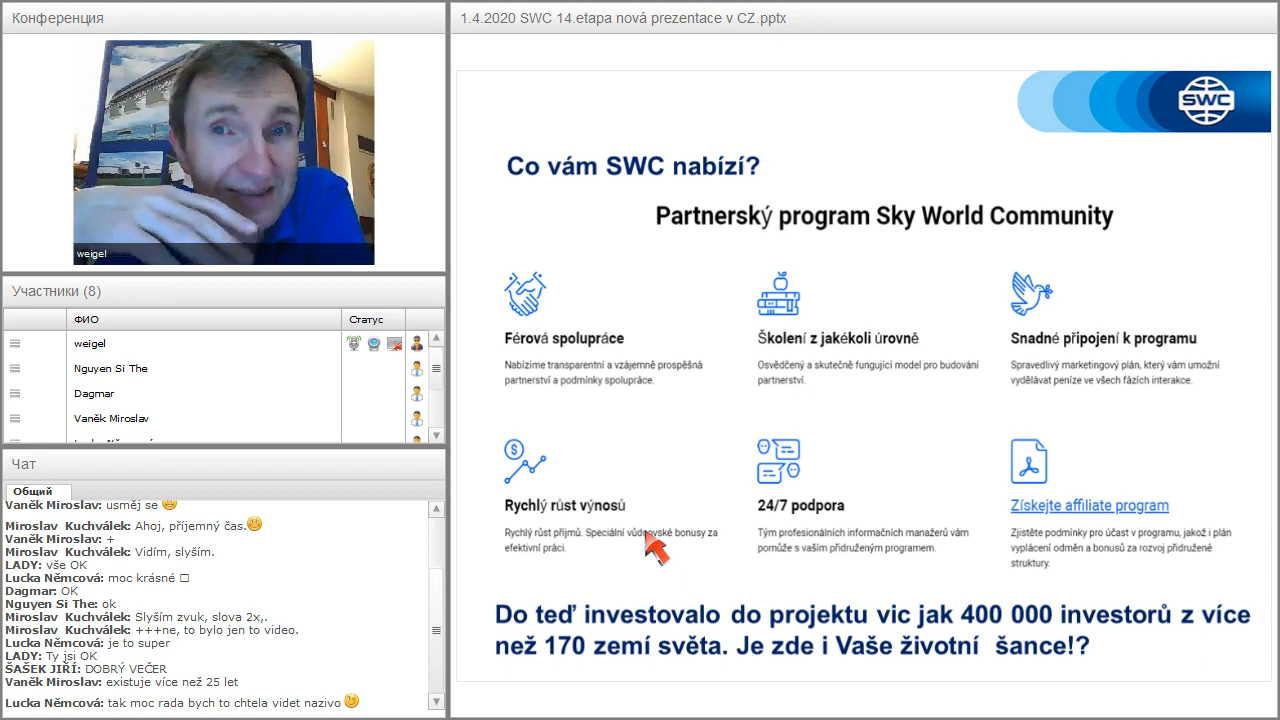 Конференция
weigel
Участники (8)
ФИО
Статус
weigel
Nguyen Si The
Dagmar
Vaněk Miroslav
Чат
Общий
Vaněk Miroslav: usměj se
Miroslav Kuchválek: Ahoj, příjemný čas.
Vaněk Miroslav: +
Miroslav Kuchválek: Vidím, slyším.
LADY: vše OK
Lucka Němcová: moc krásné □
Dagmar: OK
Nguyen Si The: ok
Miroslav Kuchválek: Slyším zvuk, slova 2x,.
Miroslav Kuchválek: +++ne, to bylo jen to video.
Lucka Němcová: je to super
LADY: Ty jsi OK
ŠAŠEK JIŘÍ: DOBRÝ VEČER
Vaněk Miroslav: existuje více než 25 let
Lucka Němcová: tak moc rada bych to chtela videt nazivo
1.4.2020 SWC 14.etapa nová prezentace v CZ.pptx
SWC
Co vám SWC nabízí?
Partnerský program Sky World Community
Férová spolupráce
Nabízíme transparentní a vzájemně prospěšná
partnerství a podmínky spolupráce.
Školení z jakékoli úrovně
Osvědčený a skutečně fungující model pro budování
partnerství.
Snadné připojení k programu
Spravedlivý marketingový plán, který vám umožní
vydělávat peníze ve všech fázích interakce.
Rychlý růst výnosů
Rychlý růst příjmů. Speciální vůdcovské bonusy za
efektivní práci.
24/7 podpora
Tým profesionálních informačních manažerů vám
pomůže s vaším přidruženým programem.
Získejte affiliate program
Zjistěte podmínky pro účast v programu, jakož i plán
vyplácení odměn a bonusů za rozvoj přidružené
struktury.
Do teď investovalo do projektu vic jak 400 000 investorů z více
než 170 zemí světa. Je zde i Vaše životní šance!?